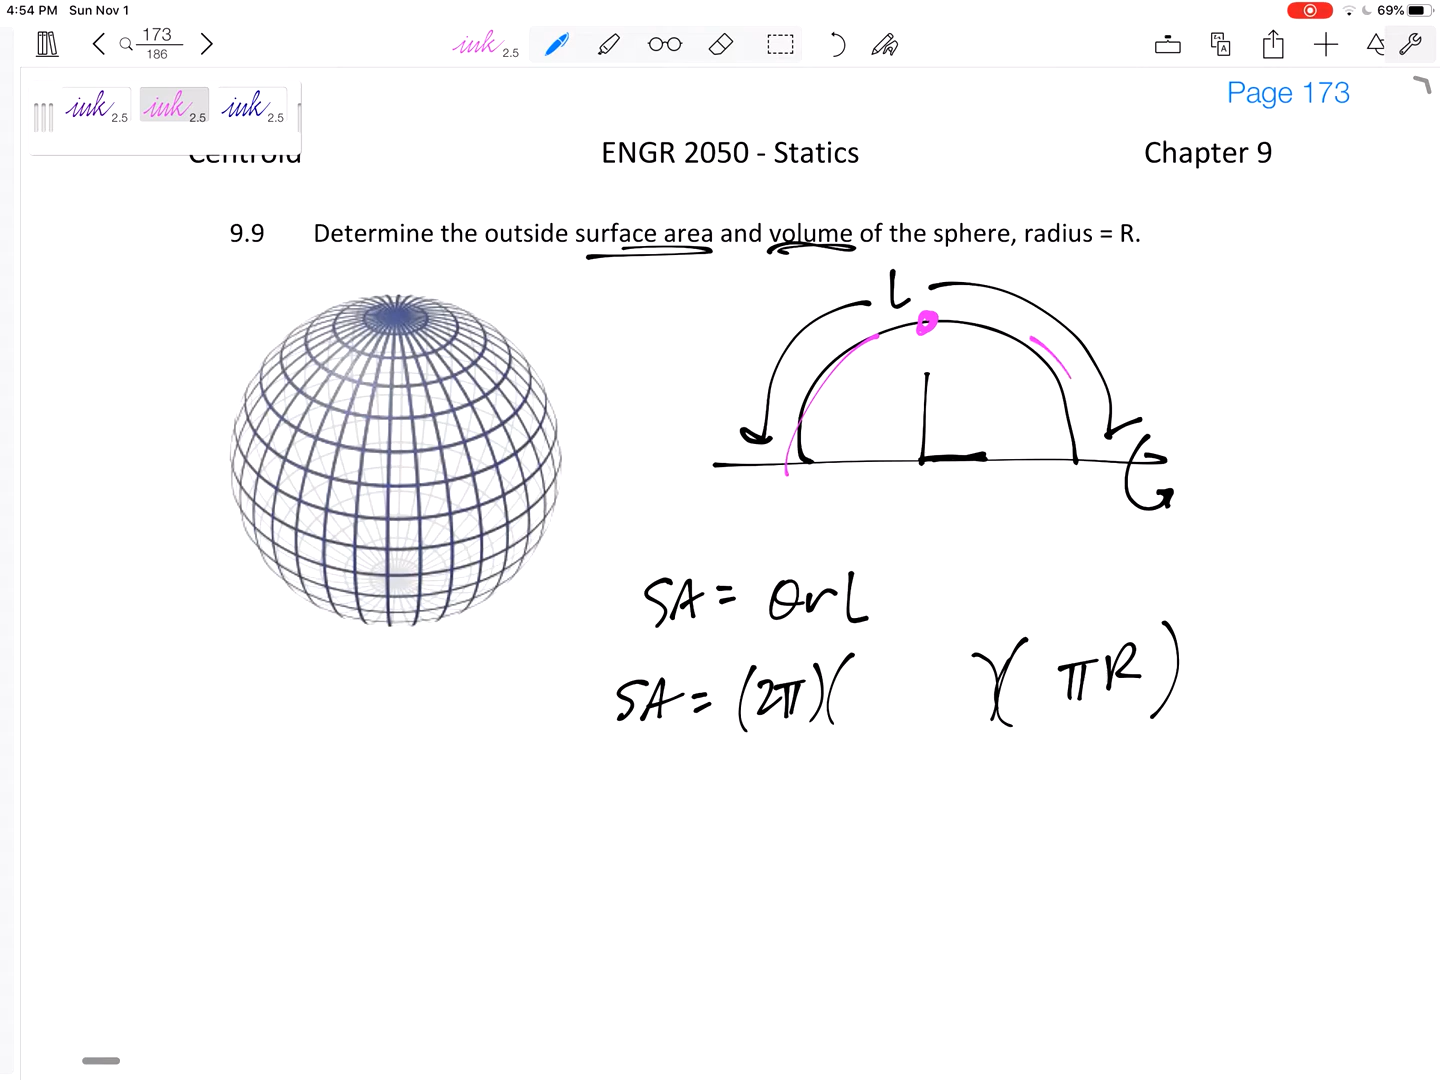 4:54 PM Sun Nov 1
69%
173
186
ink 2.5
ink 2.5 ink 2.5 ink 2.5
Page 173
Centroid ENGR 2050 - Statics Chapter 9
9.9 Determine the outside surface area and volume of the sphere, radius = R.
L
SA = θrL
SA = (2π)( )(πR)